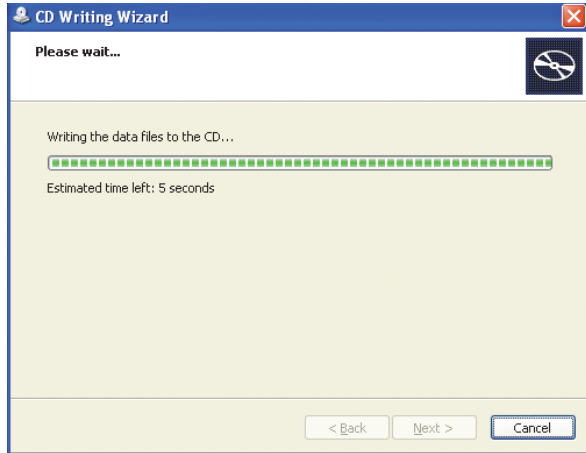 CD Writing Wizard
Please wait...
Writing the data files to the CD...
Estimated time left: 5 seconds
< Back Next > Cancel